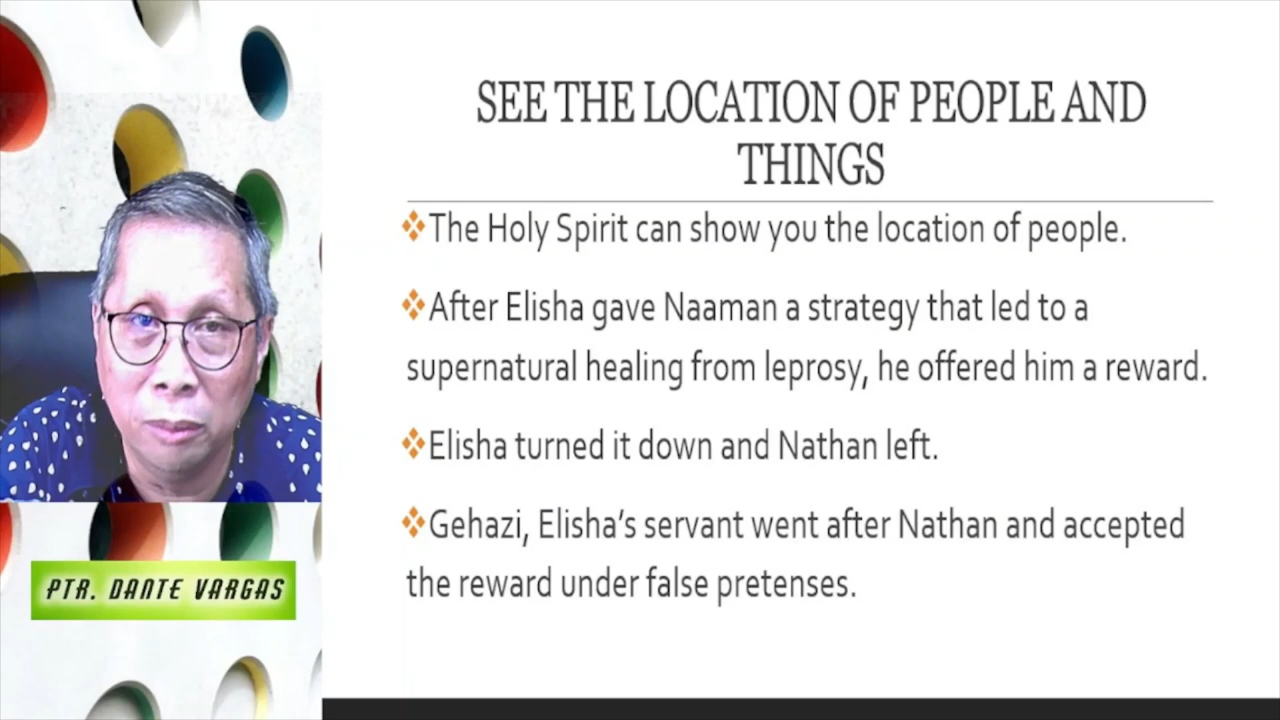 SEE THE LOCATION OF PEOPLE AND
THINGS
The Holy Spirit can show you the location of people.
After Elisha gave Naaman a strategy that led to a
supernatural healing from leprosy, he offered him a reward.
Elisha turned it down and Nathan left.
Gehazi, Elisha’s servant went after Nathan and accepted
the reward under false pretenses.
PTR. DANTE VARGAS